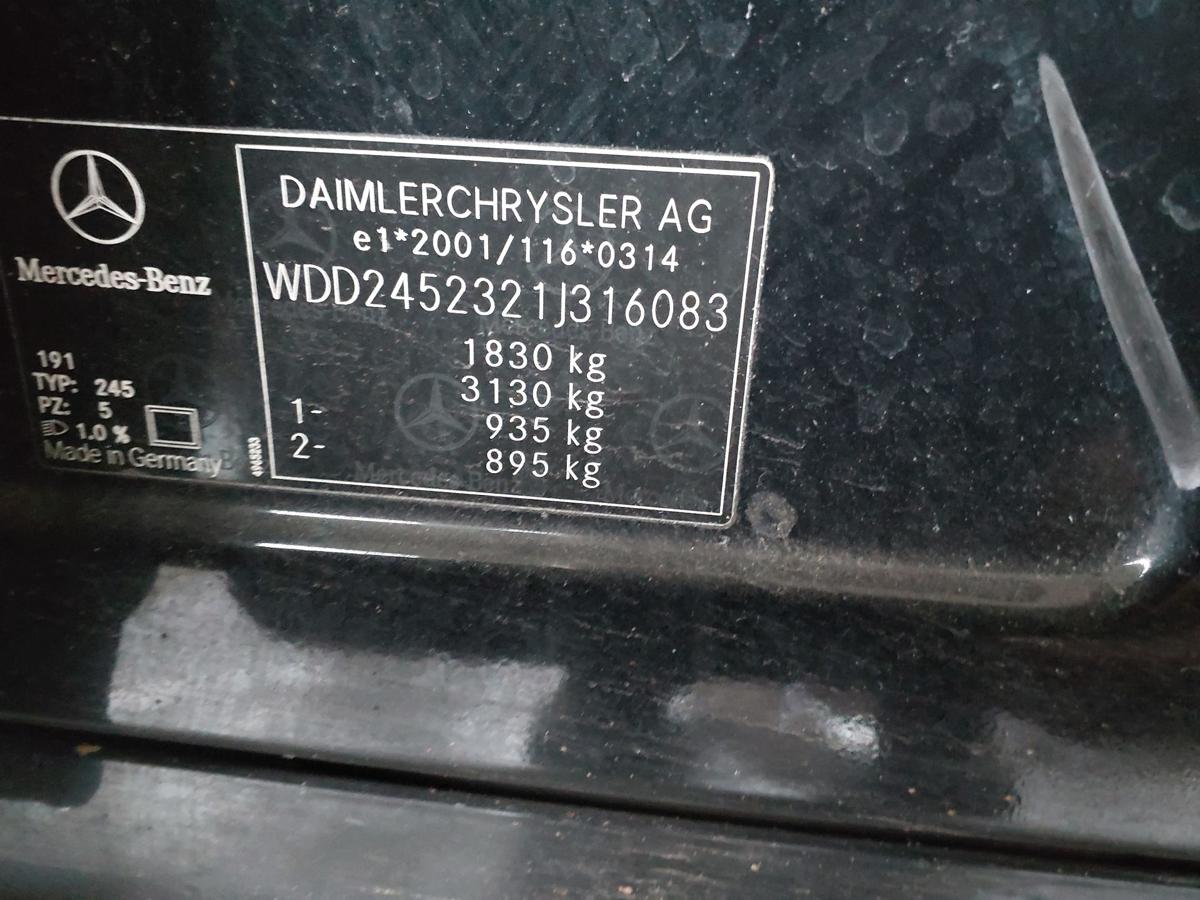 Mercedes-Benz
191
TYP: 245
PZ: 5
1.0 %
Made in Germany
4965233
DAIMLERCHRYSLER AG
e1*2001/116*0314
WDD2452321J316083
1830 kg
3130 kg
1- 935 kg
2- 895 kg